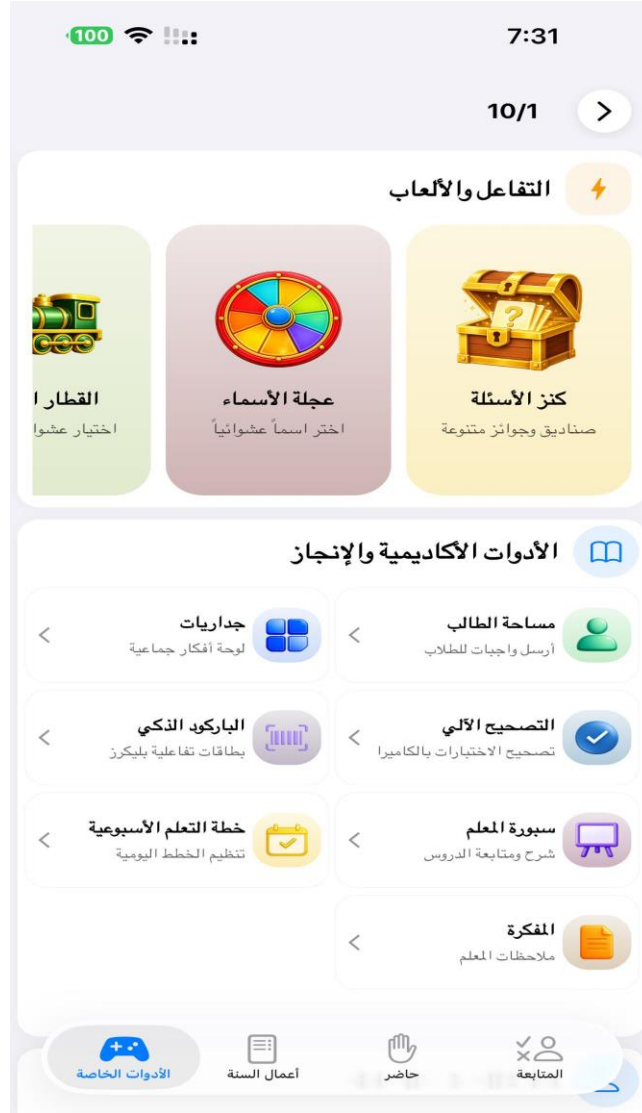 7:31
100
10/1
التفاعل والألعاب
كنز الأسئلة
صناديق وجوائز متنوعة
عجلة الأسماء
اختر اسماً عشوائياً
القطار ا
اختيار عشوا
الأدوات الأكاديمية والإنجاز
مساحة الطالب
أرسل واجبات للطلاب
جداريات
لوحة أفكار جماعية
التصحيح الآلي
تصحيح الاختبارات بالكاميرا
الباركود الذكي
بطاقات تفاعلية بليكرز
سبورة المعلم
شرح ومتابعة الدروس
خطة التعلم الأسبوعية
تنظيم الخطط اليومية
المفكرة
ملاحظات المعلم
المتابعة
حاضر
أعمال السنة
الأدوات الخاصة